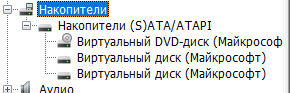 Накопители
Накопители (S)ATA/ATAPI
Виртуальный DVD-диск (Майкрософ
Виртуальный диск (Майкрософт)
Виртуальный диск (Майкрософт)
Аудио